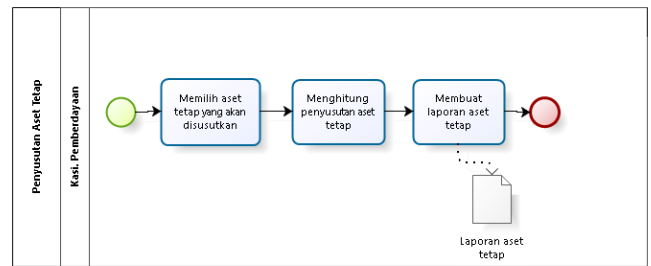 Penyusutan Aset Tetap
Kasi. Pemberdayaan
Memilih aset
tetap yang akan
disusutkan
Menghitung
penyusutan aset
tetap
Membuat
laporan aset
tetap
Laporan aset
tetap